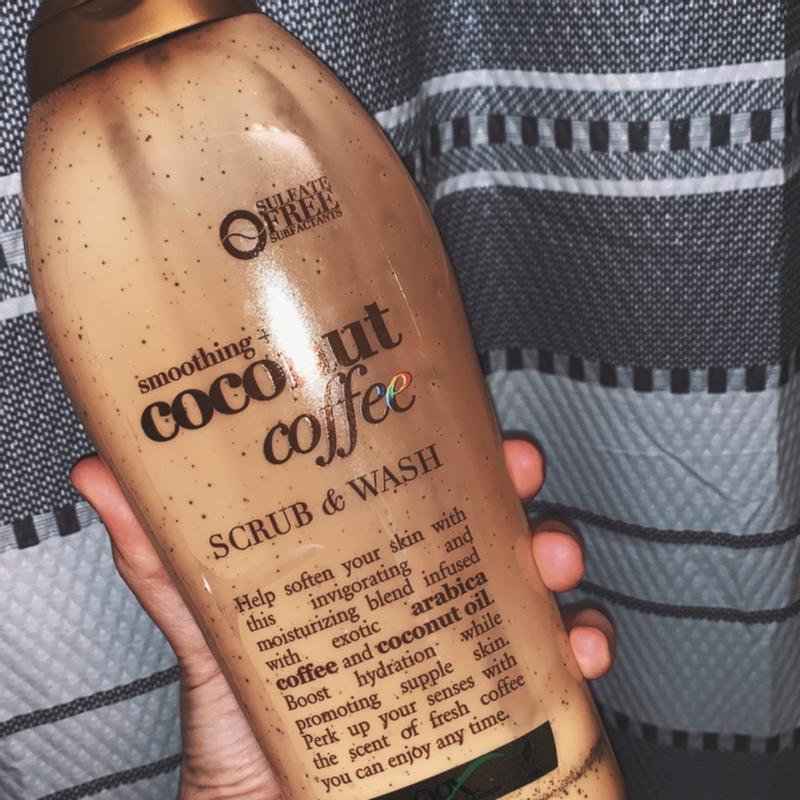 SULFATE
FREE
SURFACTANTS
smoothing +
coconut
coffee
SCRUB & WASH
Help soften your skin with
this invigorating and
moisturizing blend infused
with exotic arabica
coffee and coconut oil.
Boost hydration while
promoting supple skin.
Perk up your senses with
the scent of fresh coffee
you can enjoy any time.